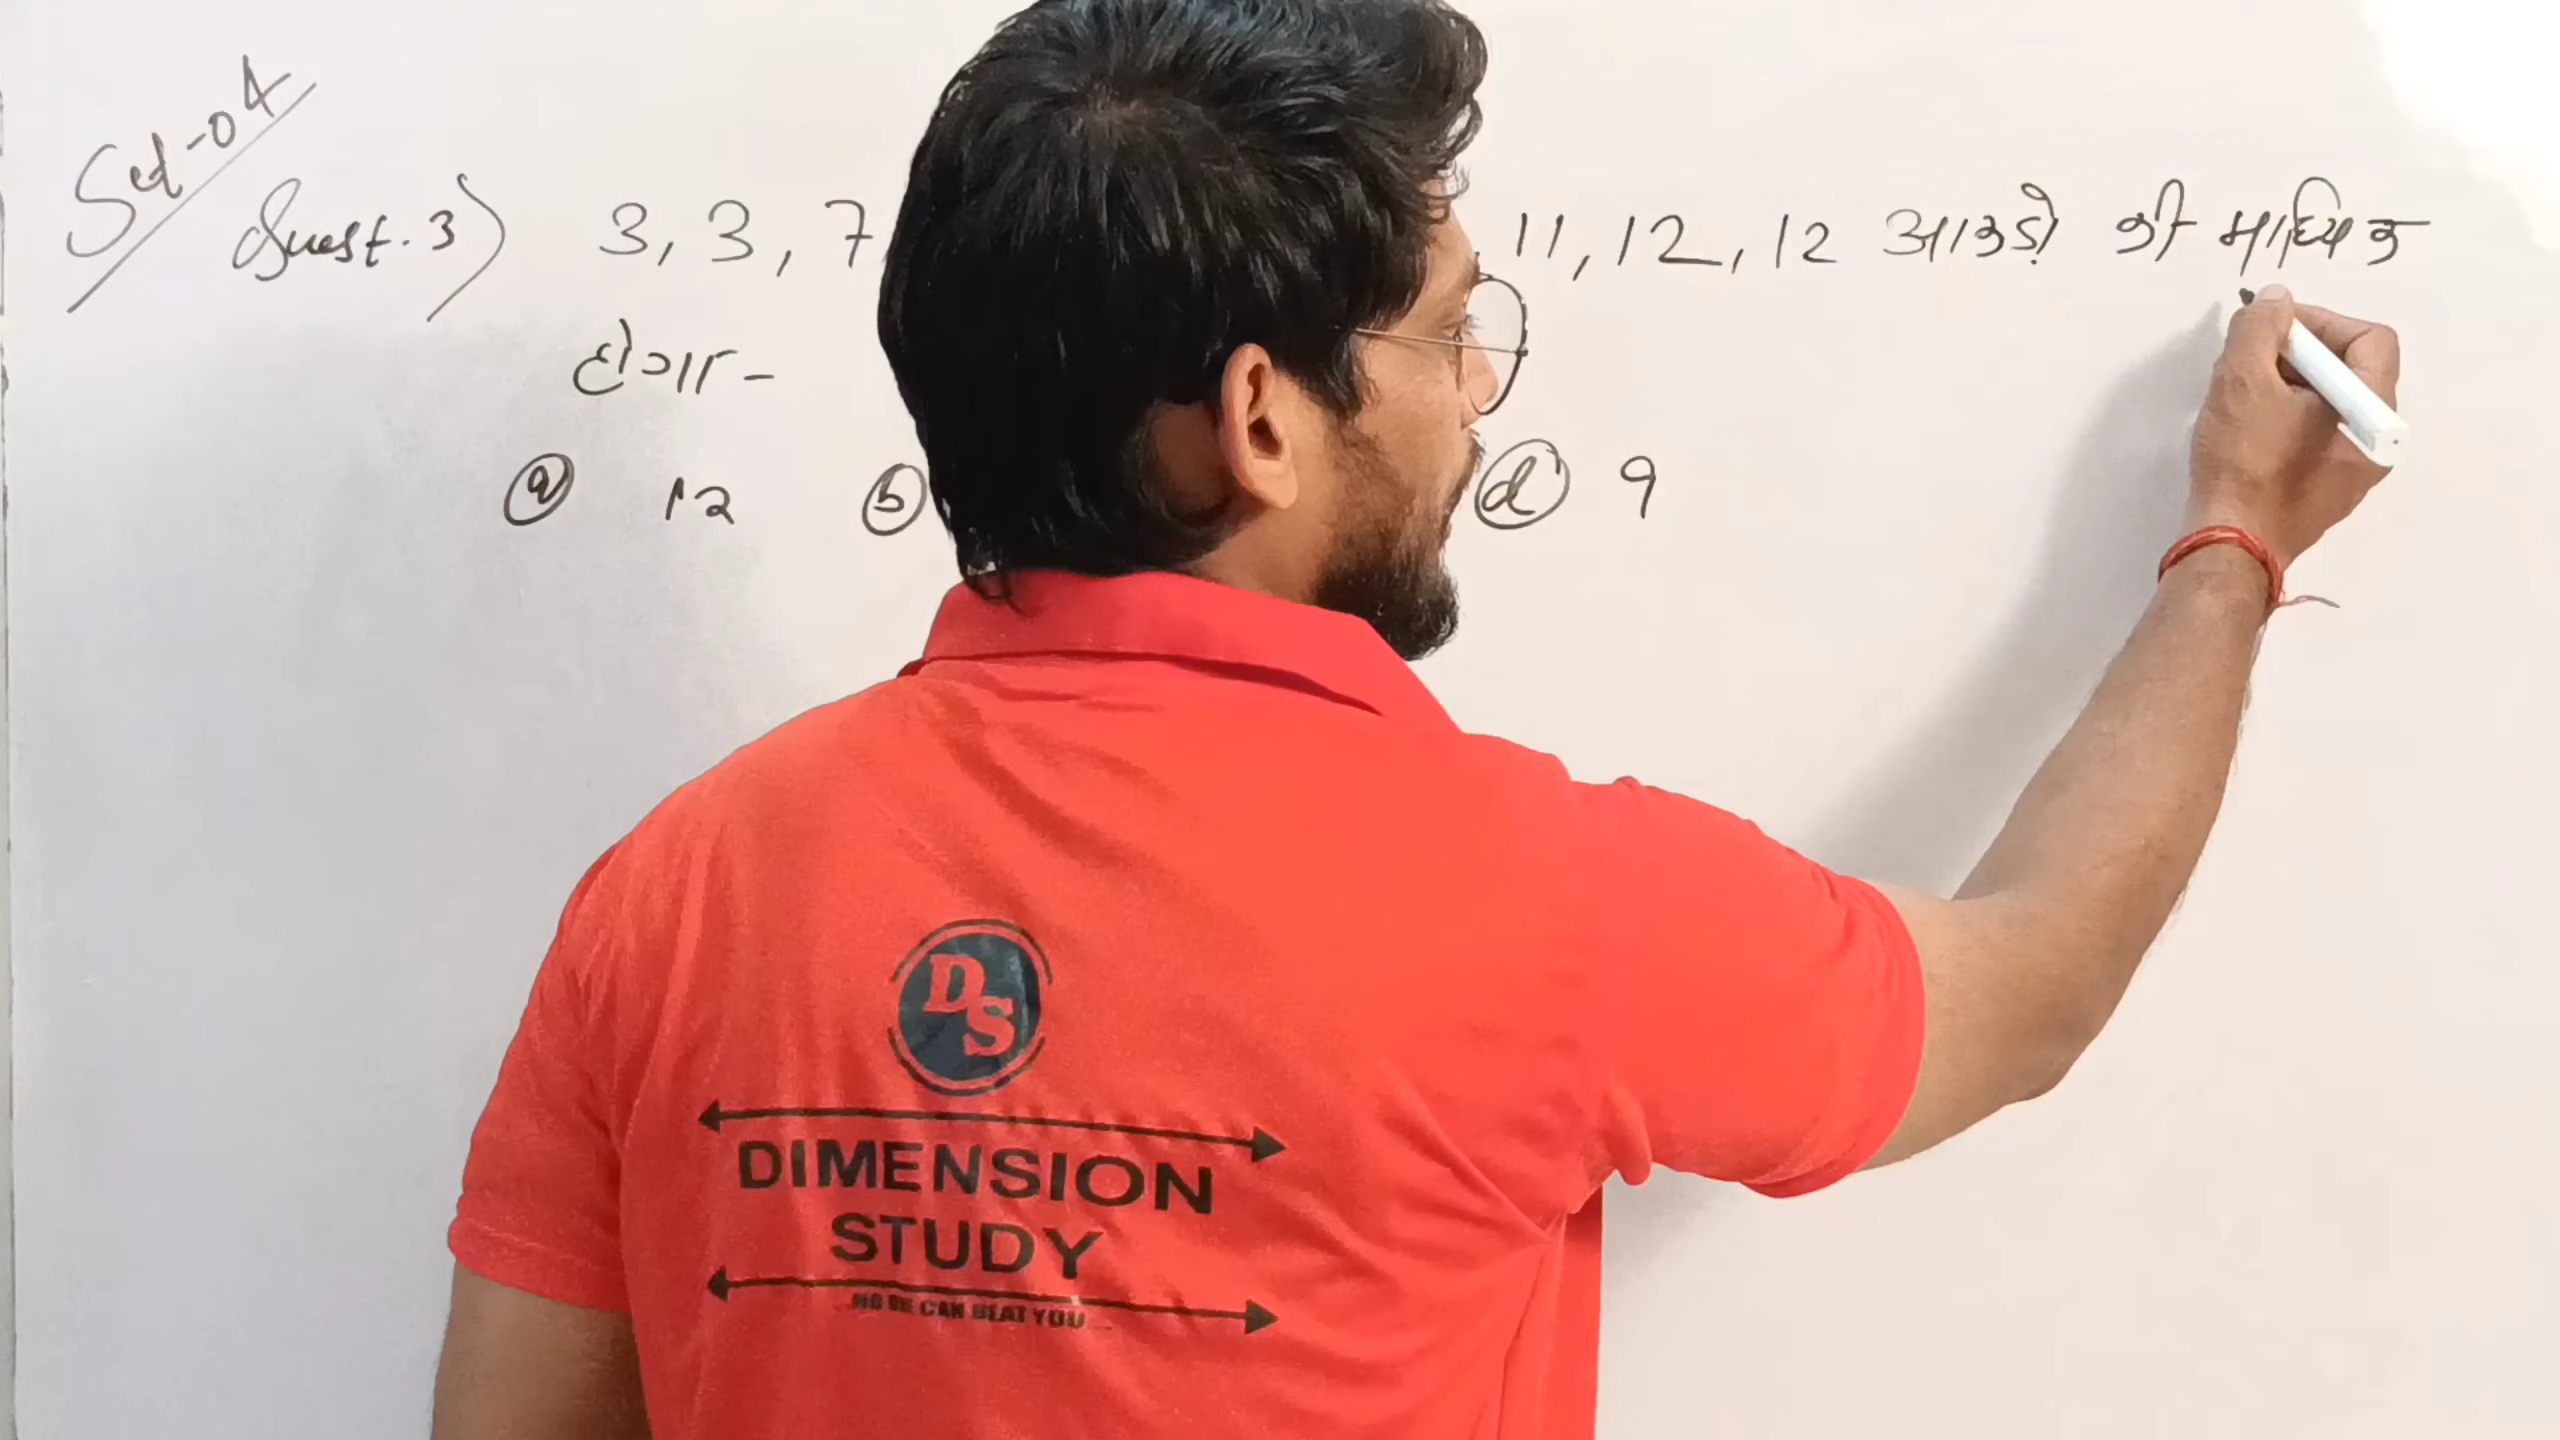 Set-04
Quest.3) 3, 3, 7, 11, 12, 12 आकडो की माध्यिक
होगा-
(a) 12 (b) (d) 9
DS
DIMENSION
STUDY
NO ONE CAN BEAT YOU